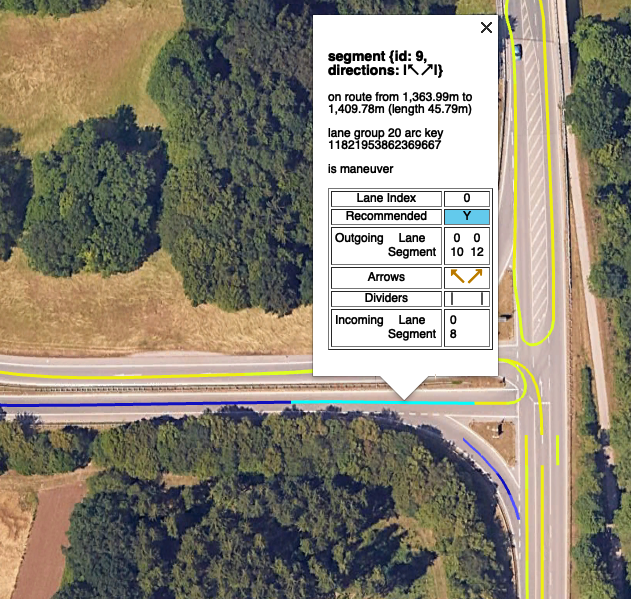 segment {id: 9,
directions: |↖↗|}
on route from 1,363.99m to
1,409.78m (length 45.79m)
lane group 20 arc key
11821953862369667
is maneuver
Lane Index 0
Recommended Y
Outgoing Lane 0 0
Segment 10 12
Arrows ↖↗
Dividers | |
Incoming Lane 0
Segment 8